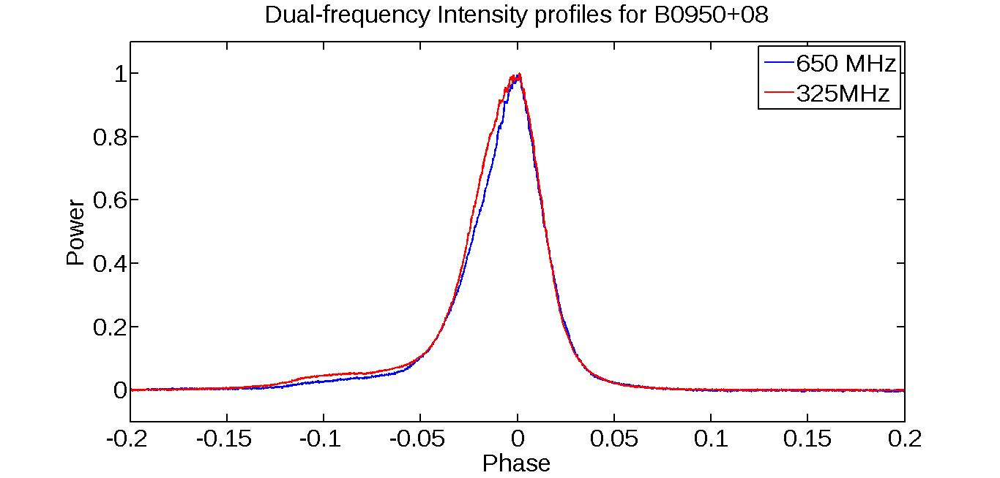 Dual-frequency Intensity profiles for B0950+08
650 MHz
325MHz
1
0.8
0.6
0.4
0.2
0
Power
-0.2 -0.15 -0.1 -0.05 0 0.05 0.1 0.15 0.2
Phase